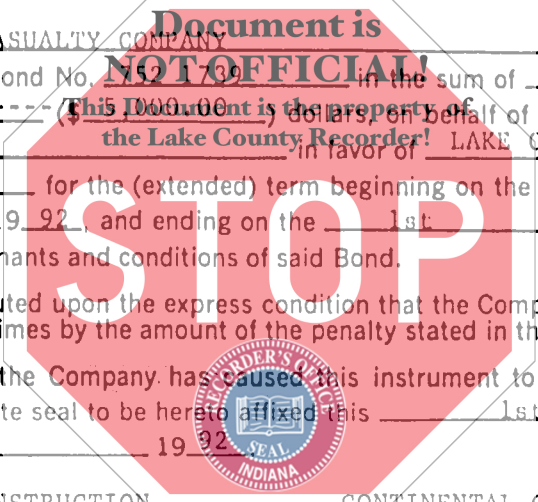 Document is
SUALTY COMPANY
NOT OFFICIAL!
ond No. 752 1739 in the sum of
This Document is the property of
($ 5,000.00 ) dollars, on behalf of
the Lake County Recorder!
in favor of LAKE C
for the (extended) term beginning on the
9 92, and ending on the 1st
nants and conditions of said Bond.
STOP
uted upon the express condition that the Comp
imes by the amount of the penalty stated in th
the Company has caused this instrument to
te seal to be hereto affixed this 1st
19 92
RECORDER'S OFFICE
SEAL
INDIANA
NSTRUCTION CONTINENTAL C